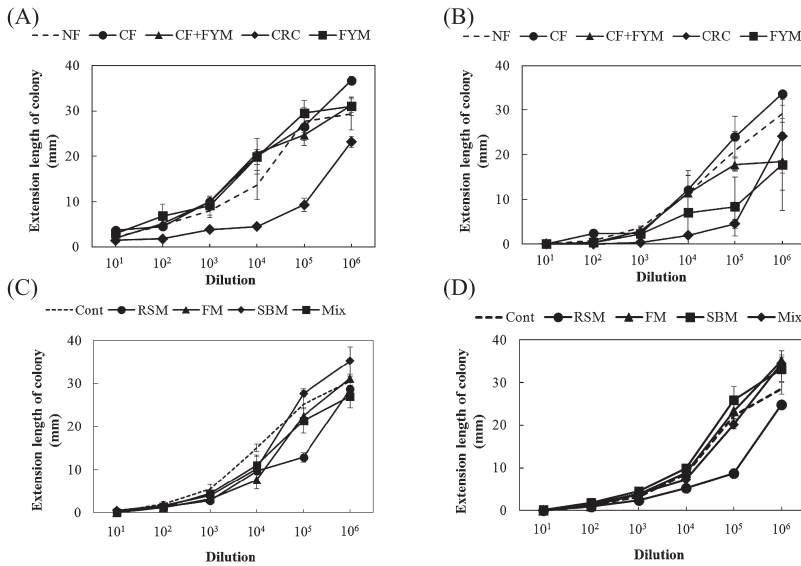 (A)
NF CF CF+FYM CRC FYM
40
30
20
10
0
Extension length of colony
(mm)
10¹ 10² 10³ 10⁴ 10⁵ 10⁶
Dilution
(B)
NF CF CF+FYM CRC FYM
40
30
20
10
0
Extension length of colony
(mm)
10¹ 10² 10³ 10⁴ 10⁵ 10⁶
Dilution
(C)
Cont RSM FM SBM Mix
40
30
20
10
0
Extension length of colony
(mm)
10¹ 10² 10³ 10⁴ 10⁵ 10⁶
Dilution
(D)
Cont RSM FM SBM Mix
40
30
20
10
0
Extension length of colony
(mm)
10¹ 10² 10³ 10⁴ 10⁵ 10⁶
Dilution